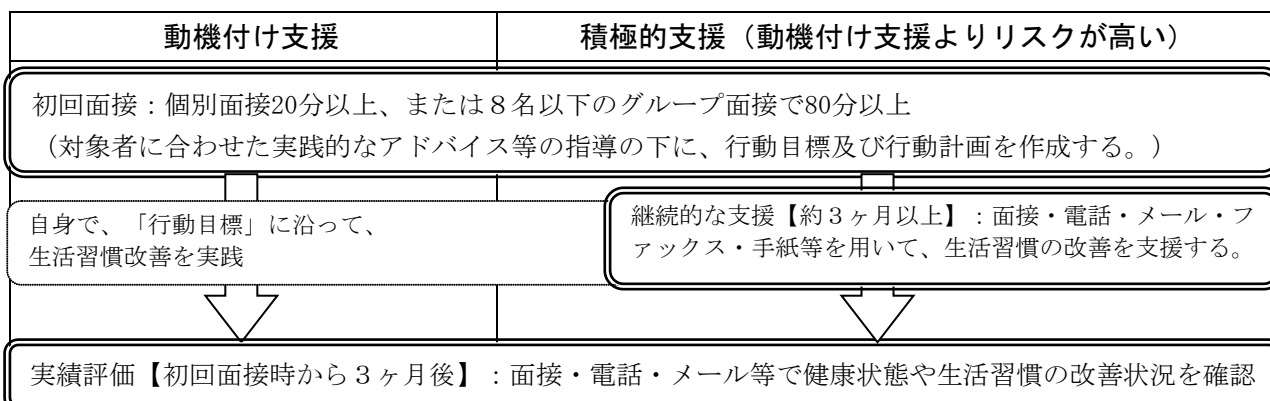 動機付け支援
積極的支援（動機付け支援よりリスクが高い）
初回面接：個別面接20分以上、または８名以下のグループ面接で80分以上
（対象者に合わせた実践的なアドバイス等の指導の下に、行動目標及び行動計画を作成する。）
自身で、「行動目標」に沿って、
生活習慣改善を実践
継続的な支援【約３ヶ月以上】：面接・電話・メール・フ
ァックス・手紙等を用いて、生活習慣の改善を支援する。
実績評価【初回面接時から３ヶ月後】：面接・電話・メール等で健康状態や生活習慣の改善状況を確認